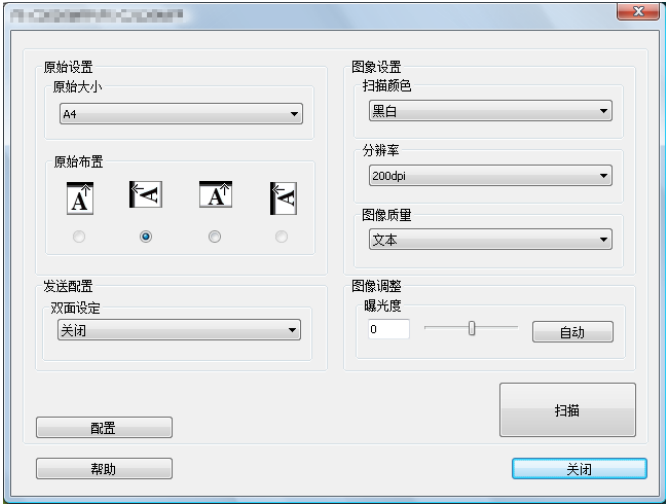 原始设置
原始大小
A4
原始布置
A
A
A
A
发送配置
双面设定
关闭
配置
帮助
图象设置
扫描颜色
黑白
分辨率
200dpi
图像质量
文本
图像调整
曝光度
0
自动
扫描
关闭